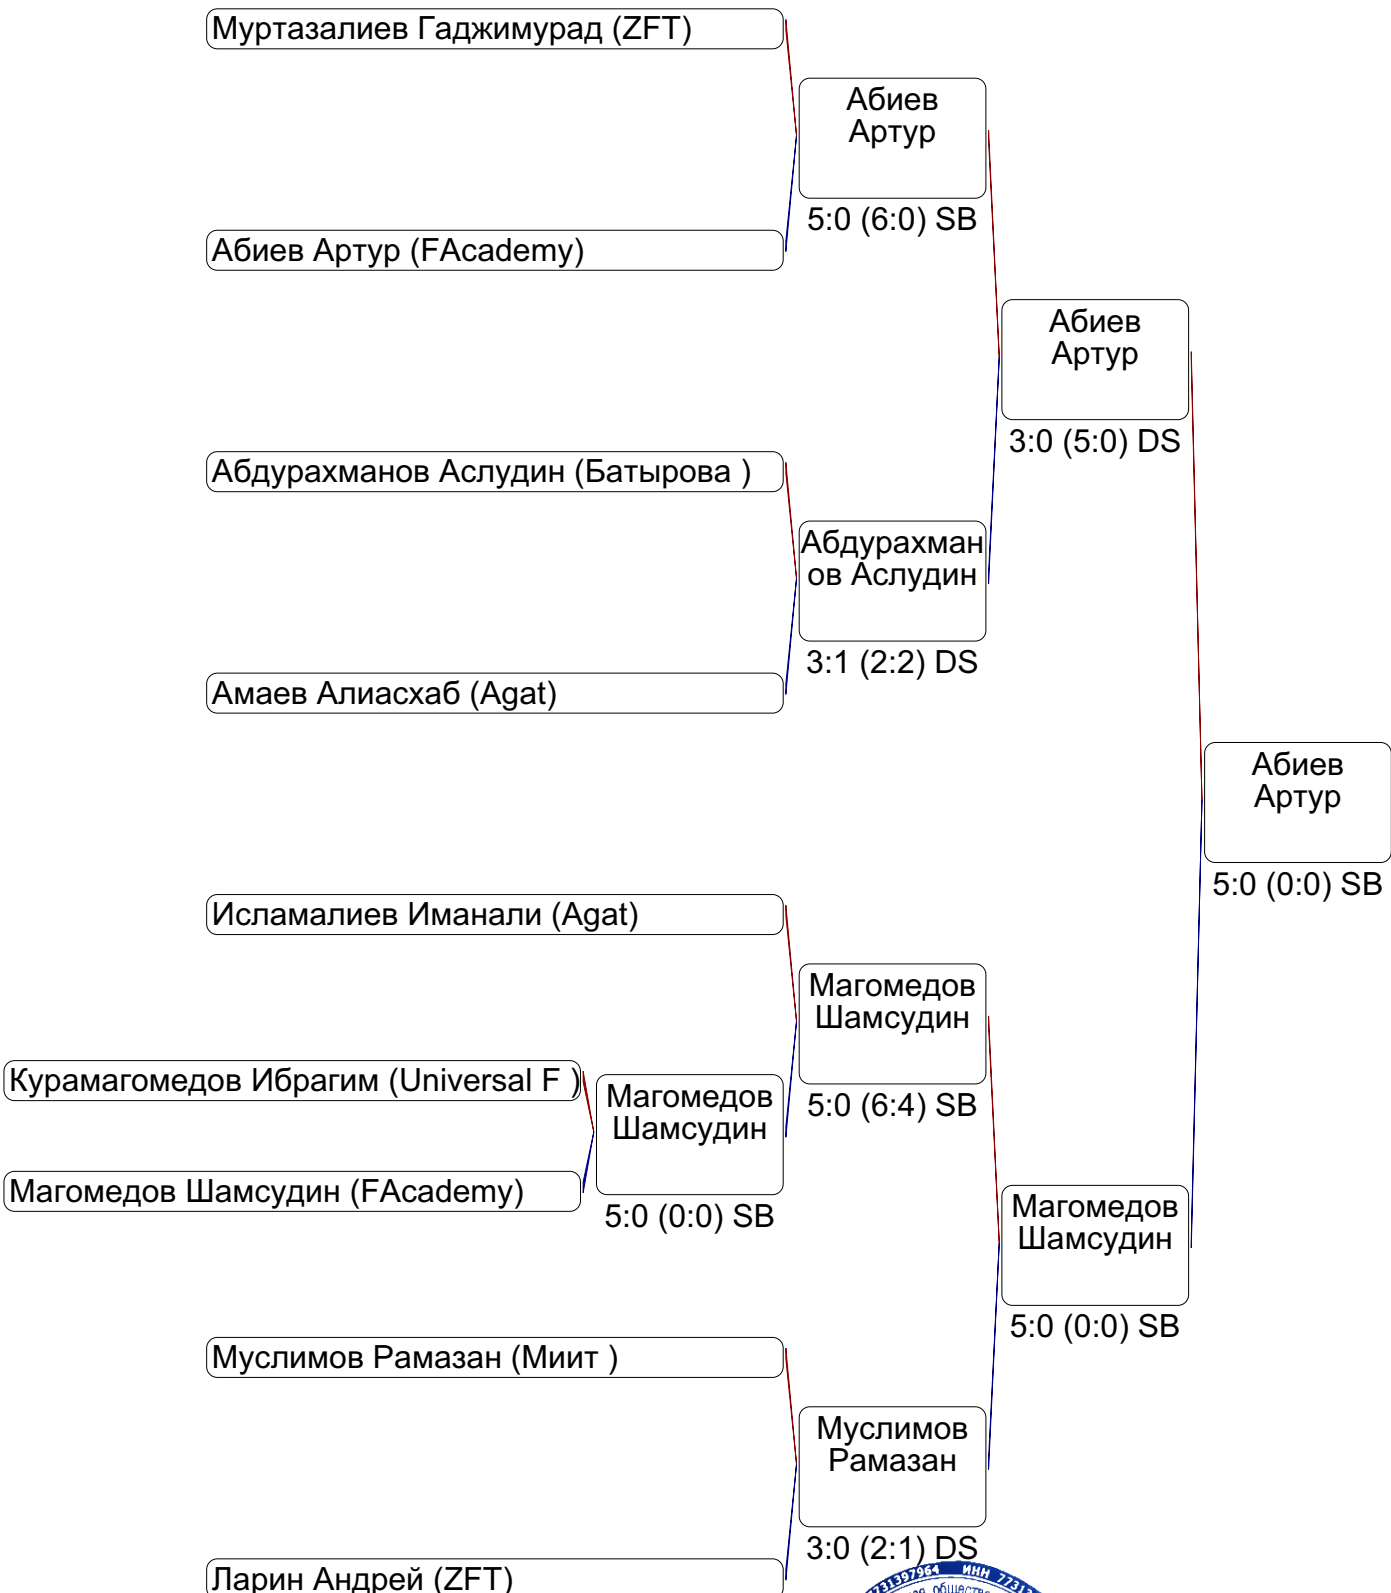 Муртазалиев Гаджимурад (ZFT)
Абиев
Артур
5:0 (6:0) SB
Абиев Артур (FAcademy)
Абиев
Артур
3:0 (5:0) DS
Абдурахманов Аслудин (Батырова )
Абдурахман
ов Аслудин
3:1 (2:2) DS
Амаев Алиасхаб (Agat)
Абиев
Артур
5:0 (0:0) SB
Исламалиев Иманали (Agat)
Магомедов
Шамсудин
5:0 (6:4) SB
Курамагомедов Ибрагим (Universal F )
Магомедов
Шамсудин
5:0 (0:0) SB
Магомедов Шамсудин (FAcademy)
Магомедов
Шамсудин
5:0 (0:0) SB
Муслимов Рамазан (Миит )
Муслимов
Рамазан
3:0 (2:1) DS
Ларин Андрей (ZFT)